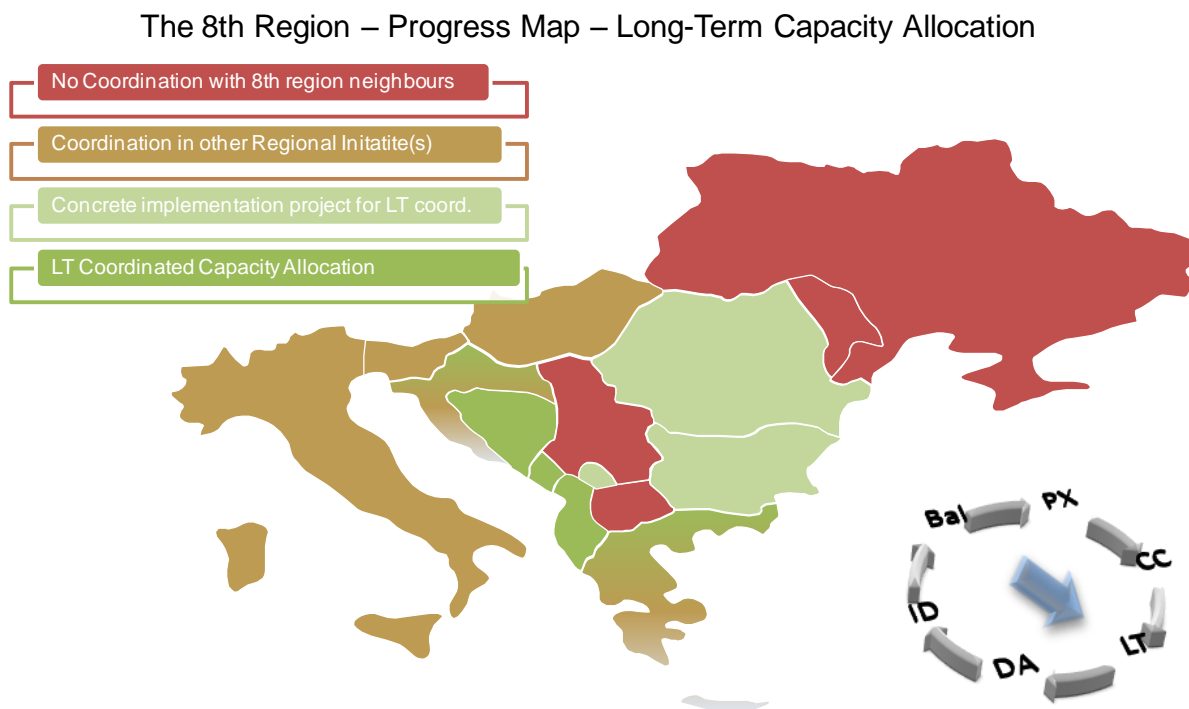 The 8th Region – Progress Map – Long-Term Capacity Allocation
No Coordination with 8th region neighbours
Coordination in other Regional Initatite(s)
Concrete implementation project for LT coord.
LT Coordinated Capacity Allocation
PX
CC
LT
DA
ID
Bal